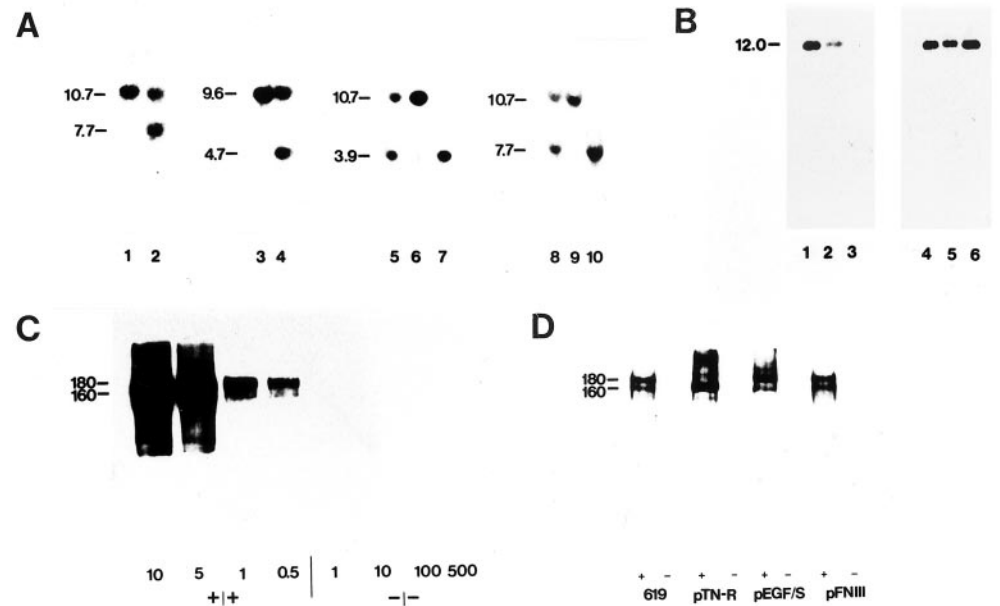 A
10.7–
7.7–
9.6–
4.7–
10.7–
3.9–
10.7–
7.7–
1 2 3 4 5 6 7 8 9 10
B
12.0–
1 2 3 4 5 6
C
180–
160–
10 5 1 0.5 1 10 100 500
+|+ –|–
D
180–
160–
+ – + – + – + –
619 pTN-R pEGF/S pFNIII